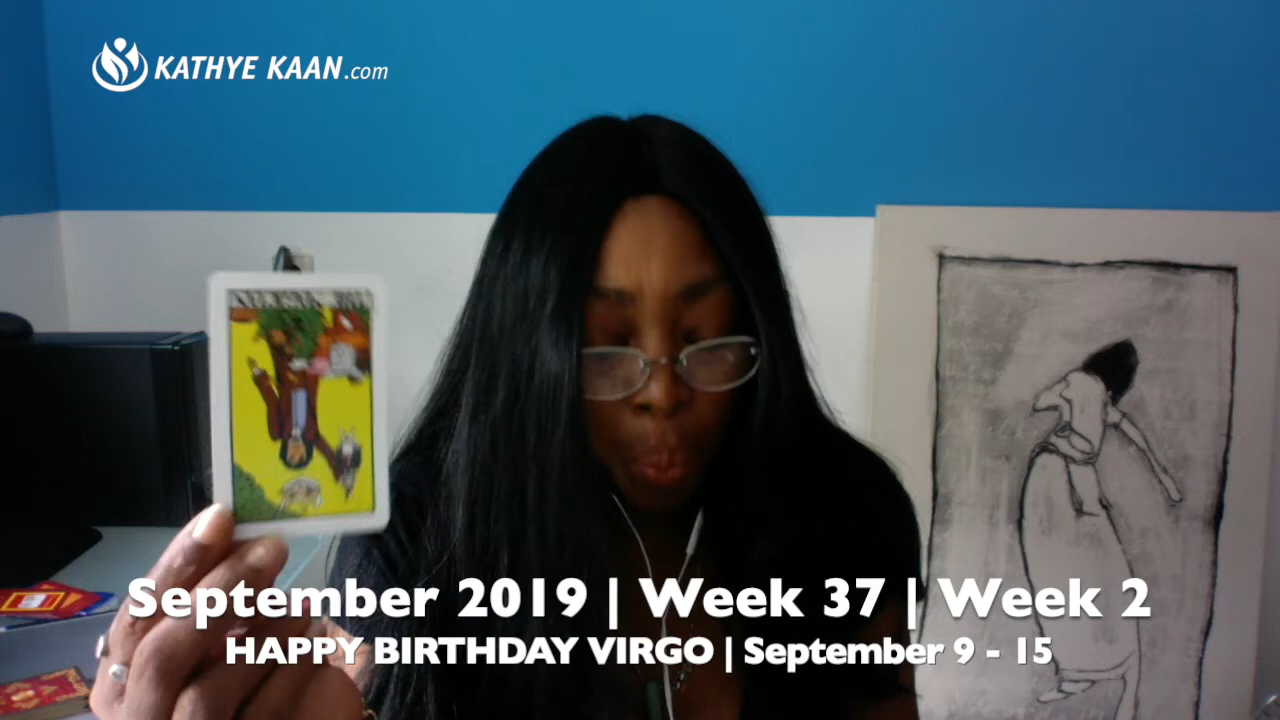 KATHYE KAAN.com
September 2019 | Week 37 | Week 2
HAPPY BIRTHDAY VIRGO | September 9 - 15